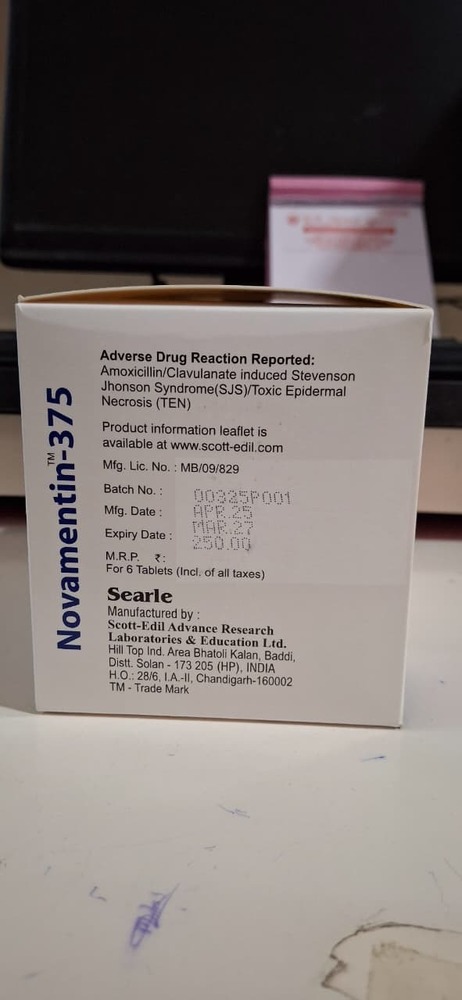 Novamentin-375
TM
Adverse Drug Reaction Reported:
Amoxicillin/Clavulanate induced Stevenson
Jhonson Syndrome(SJS)/Toxic Epidermal
Necrosis (TEN)
Product information leaflet is
available at www.scott-edil.com
Mfg. Lic. No. : MB/09/829
Batch No. : 00325P001
Mfg. Date : APR.25
Expiry Date : MAR.27
M.R.P. ₹: 250.00
For 6 Tablets (Incl. of all taxes)
Searle
Manufactured by :
Scott-Edil Advance Research
Laboratories & Education Ltd.
Hill Top Ind. Area Bhatoli Kalan, Baddi,
Distt. Solan - 173 205 (HP), INDIA
H.O.: 28/6, I.A.-II, Chandigarh-160002
TM - Trade Mark